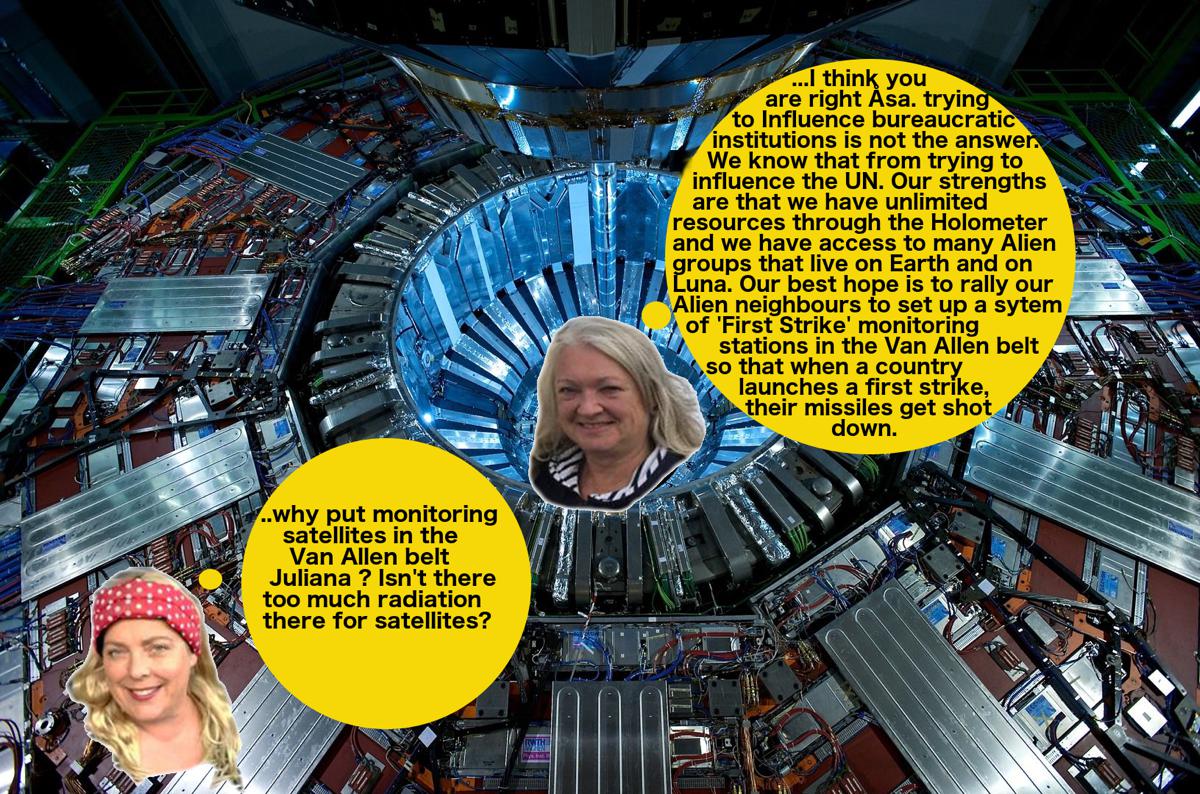 ...I think you
are right Åsa. trying
to Influence bureaucratic
institutions is not the answer.
We know that from trying to
influence the UN. Our strengths
are that we have unlimited
resources through the Holometer
and we have access to many Alien
groups that live on Earth and on
Luna. Our best hope is to rally our
Alien neighbours to set up a sytem
of 'First Strike' monitoring
stations in the Van Allen belt
so that when a country
launches a first strike,
their missiles get shot
down.
..why put monitoring
satellites in the
Van Allen belt
Juliana ? Isn't there
too much radiation
there for satellites?
RWTH